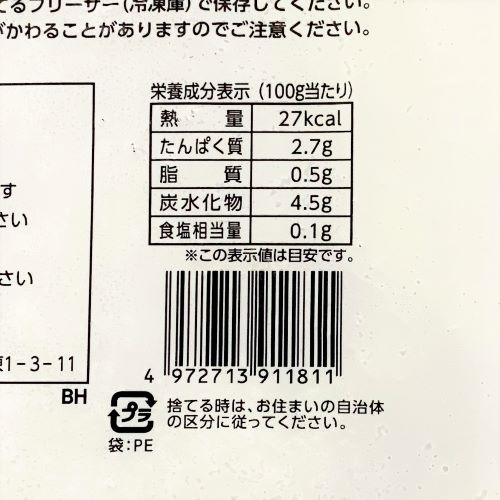 てるフリーザー(冷凍庫)で保存してください。
がかわることがありますのでご注意ください。
栄養成分表示 (100g当たり)
熱量 27kcal
たんぱく質 2.7g
脂質 0.5g
炭水化物 4.5g
食塩相当量 0.1g
※この表示値は目安です。
す
さい
さい
1-3-11
BH
4 972713 911811
プラ
捨てる時は、お住まいの自治体
の区分に従ってください。
袋:PE